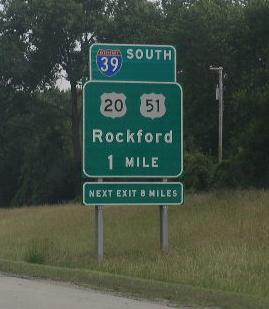 39 SOUTH
20 51
Rockford
1 MILE
NEXT EXIT 8 MILES